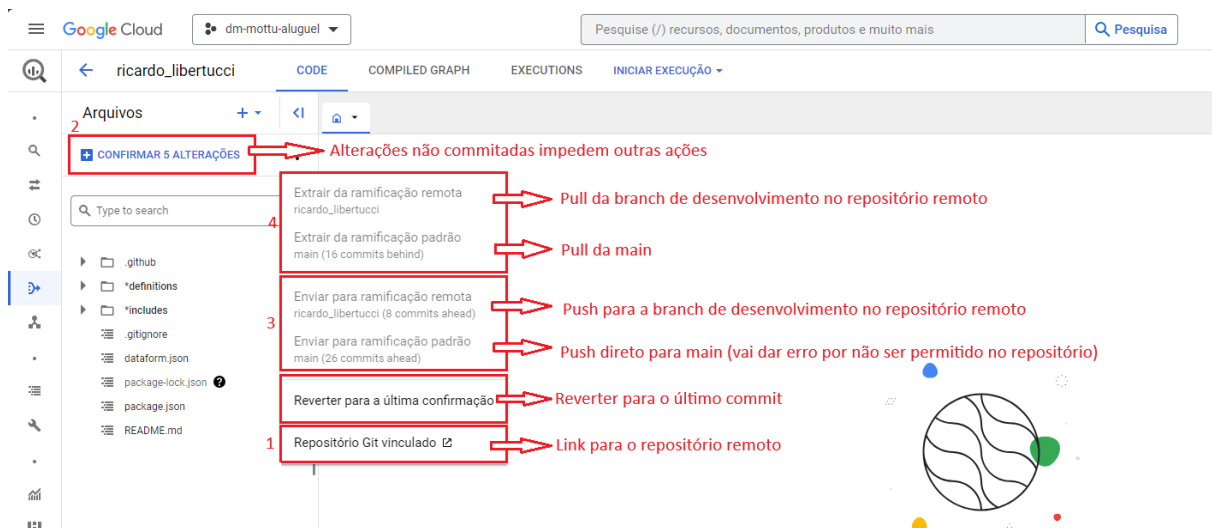 Google Cloud
dm-mottu-aluguel
Pesquise (/) recursos, documentos, produtos e muito mais
Pesquisa
ricardo_libertucci
CODE
COMPILED GRAPH
EXECUTIONS
INICIAR EXECUÇÃO
Arquivos
2
CONFIRMAR 5 ALTERAÇÕES
Alterações não commitadas impedem outras ações
Type to search
4
Extrair da ramificação remota
ricardo_libertucci
Pull da branch de desenvolvimento no repositório remoto
Extrair da ramificação padrão
main (16 commits behind)
Pull da main
.github
*definitions
*includes
.gitignore
dataform.json
package-lock.json
package.json
README.md
3
Enviar para ramificação remota
ricardo_libertucci (8 commits ahead)
Push para a branch de desenvolvimento no repositório remoto
Enviar para ramificação padrão
main (26 commits ahead)
Push direto para main (vai dar erro por não ser permitido no repositório)
Reverter para a última confirmação
Reverter para o último commit
1
Repositório Git vinculado
Link para o repositório remoto